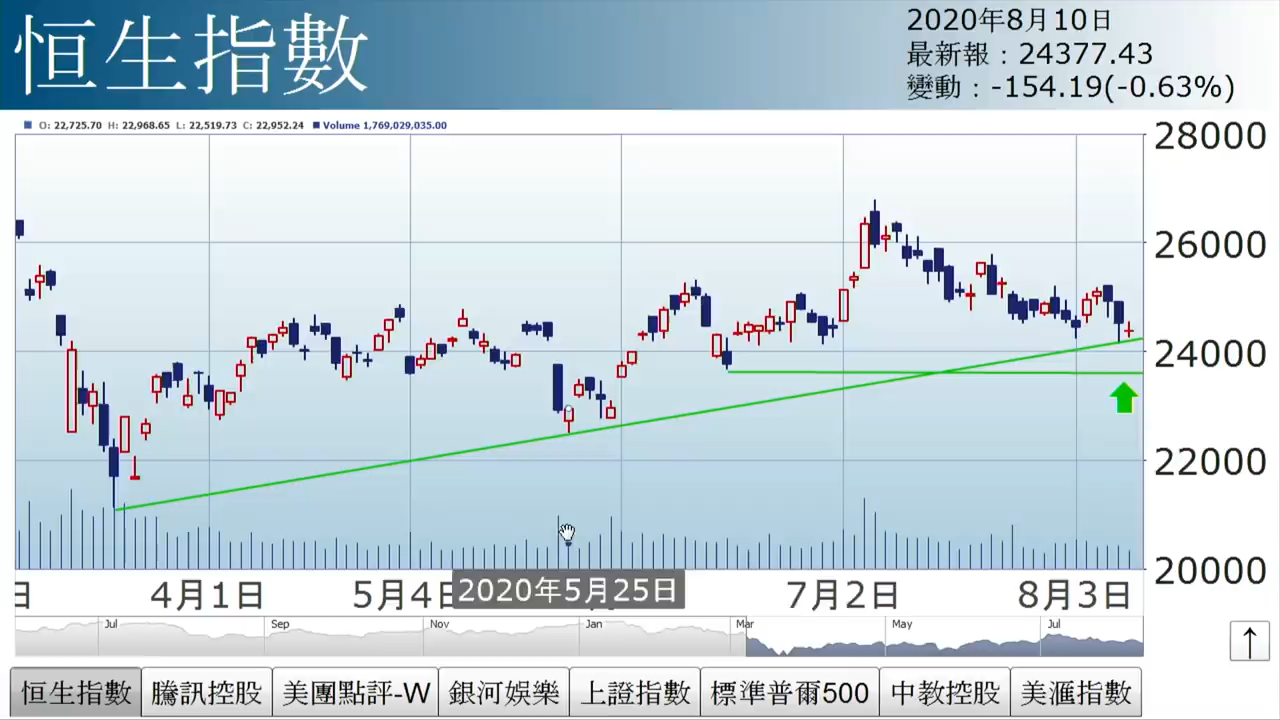 恒生指數
2020年8月10日
最新報：24377.43
變動：-154.19(-0.63%)
O: 22,725.70 H: 22,968.65 L: 22,519.73 C: 22,952.24 Volume 1,769,029,035.00
28000
26000
24000
22000
20000
日 4月1日 5月4日 2020年5月25日 7月2日 8月3日
Jul Sep Nov Jan Mar May Jul
↑
恒生指數 騰訊控股 美團點評-W 銀河娛樂 上證指數 標準普爾500 中教控股 美滙指數